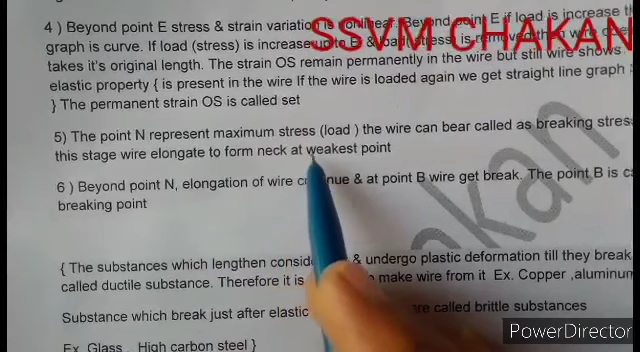 SSVM CHAKAN
4 ) Beyond point E stress & strain variation is nonlinear. Beyond point E if load is increase
graph is curve. If load (stress) is increase upto & load (stress) is removed then wire
takes it's original length. The strain OS remain permanently in the wire but still wire shows
elastic property { is present in the wire If the wire is loaded again we get straight line graph
} The permanent strain OS is called set
5) The point N represent maximum stress (load ) the wire can bear called as breaking
this stage wire elongate to form neck at weakest point
6 ) Beyond point N, elongation of wire & at point B wire get break. The point B is
breaking point
{ The substances which lengthen & undergo plastic deformation till they break
called ductile substance. Therefore it is make wire from it Ex. Copper ,aluminum
Substance which break just after elastic are called brittle substances
Ex. Glass , High carbon steel }
PowerDirector